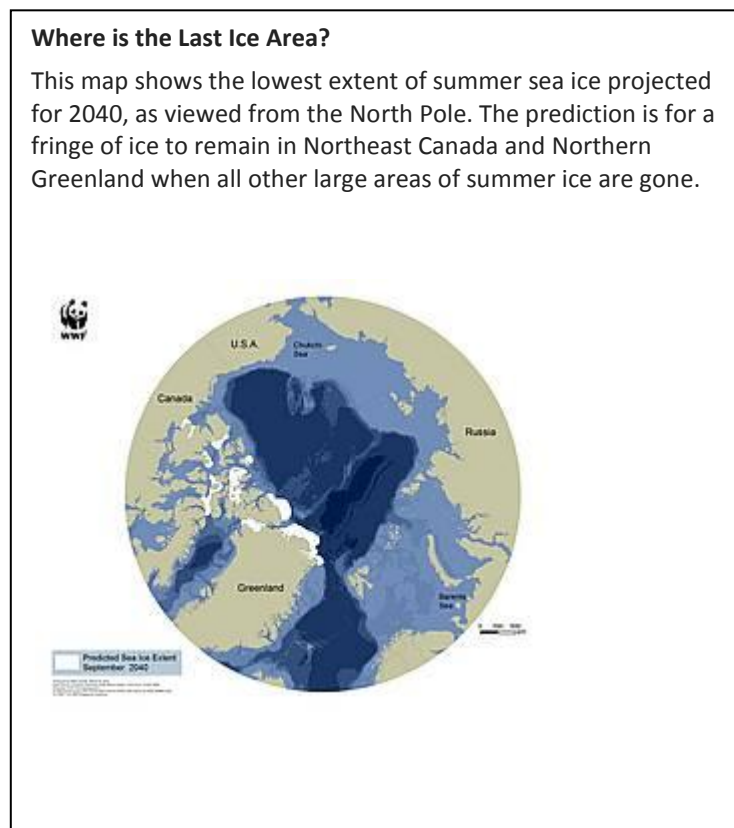 Where is the Last Ice Area?
This map shows the lowest extent of summer sea ice projected
for 2040, as viewed from the North Pole. The prediction is for a
fringe of ice to remain in Northeast Canada and Northern
Greenland when all other large areas of summer ice are gone.
WWF
U.S.A.
Chukchi
Sea
Canada
Russia
Greenland
Barents
Sea
Predicted Sea Ice Extent
September 2040